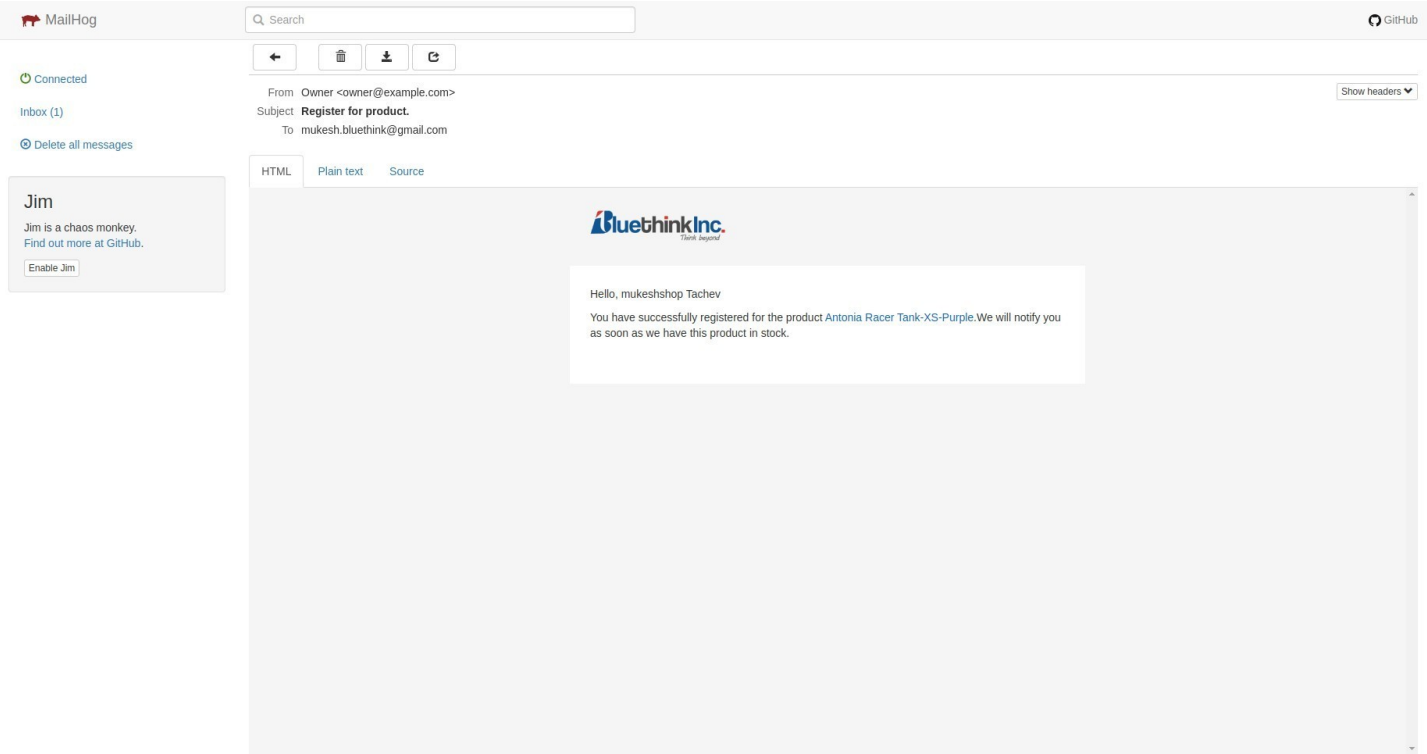 MailHog
Search
GitHub
Connected
Inbox (1)
Delete all messages
Jim
Jim is a chaos monkey.
Find out more at GitHub.
Enable Jim
From Owner <owner@example.com>
Show headers
Subject Register for product.
To mukesh.bluethink@gmail.com
HTML Plain text Source
BluethinkInc.
Think beyond
Hello, mukeshshop Tachev
You have successfully registered for the product Antonia Racer Tank-XS-Purple.We will notify you
as soon as we have this product in stock.